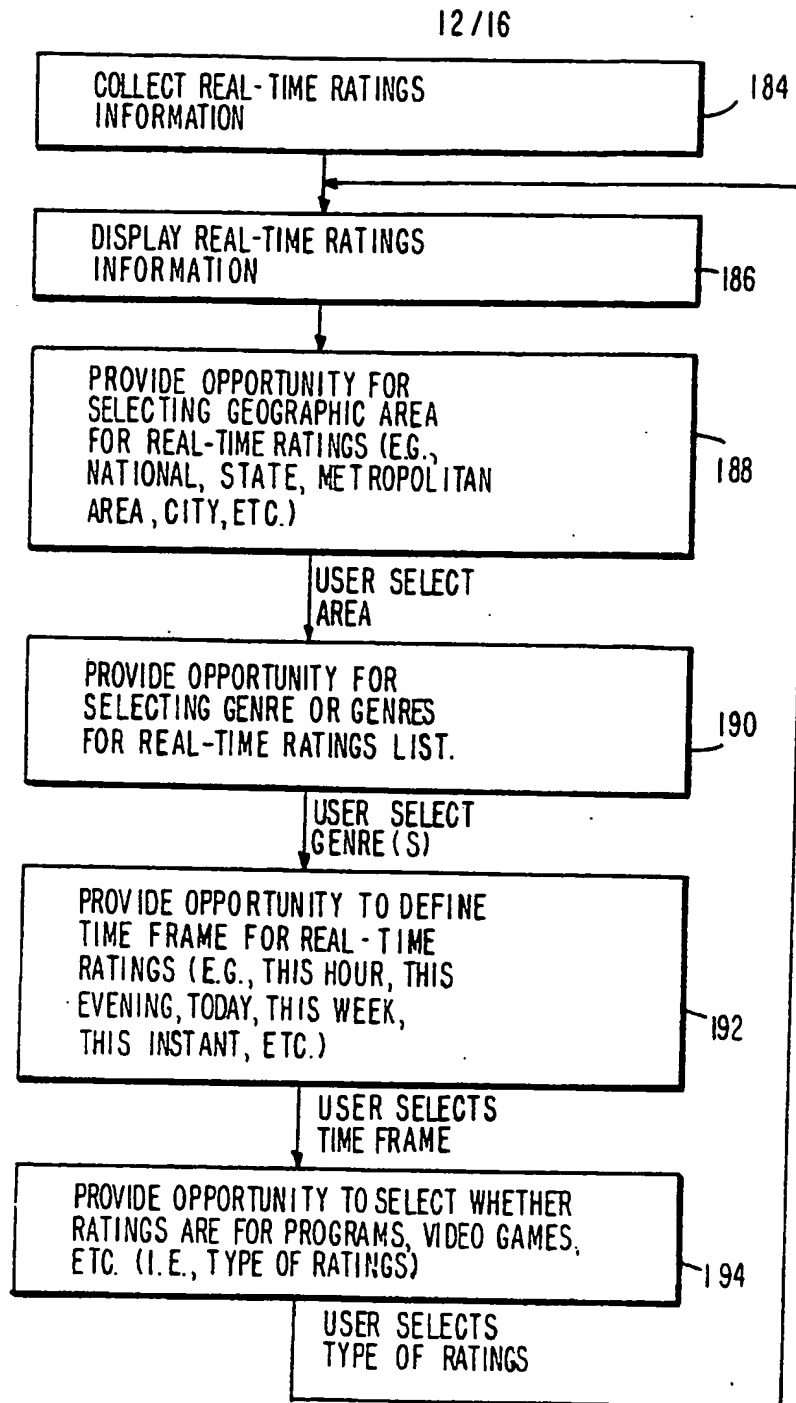 12/16
COLLECT REAL-TIME RATINGS
INFORMATION
184
DISPLAY REAL-TIME RATINGS
INFORMATION
186
PROVIDE OPPORTUNITY FOR
SELECTING GEOGRAPHIC AREA
FOR REAL-TIME RATINGS (E.G.,
NATIONAL, STATE, METROPOLITAN
AREA, CITY, ETC.)
188
USER SELECT
AREA
PROVIDE OPPORTUNITY FOR
SELECTING GENRE OR GENRES
FOR REAL-TIME RATINGS LIST.
190
USER SELECT
GENRE(S)
PROVIDE OPPORTUNITY TO DEFINE
TIME FRAME FOR REAL-TIME
RATINGS (E.G., THIS HOUR, THIS
EVENING, TODAY, THIS WEEK,
THIS INSTANT, ETC.)
192
USER SELECTS
TIME FRAME
PROVIDE OPPORTUNITY TO SELECT WHETHER
RATINGS ARE FOR PROGRAMS, VIDEO GAMES,
ETC. (I.E., TYPE OF RATINGS)
194
USER SELECTS
TYPE OF RATINGS